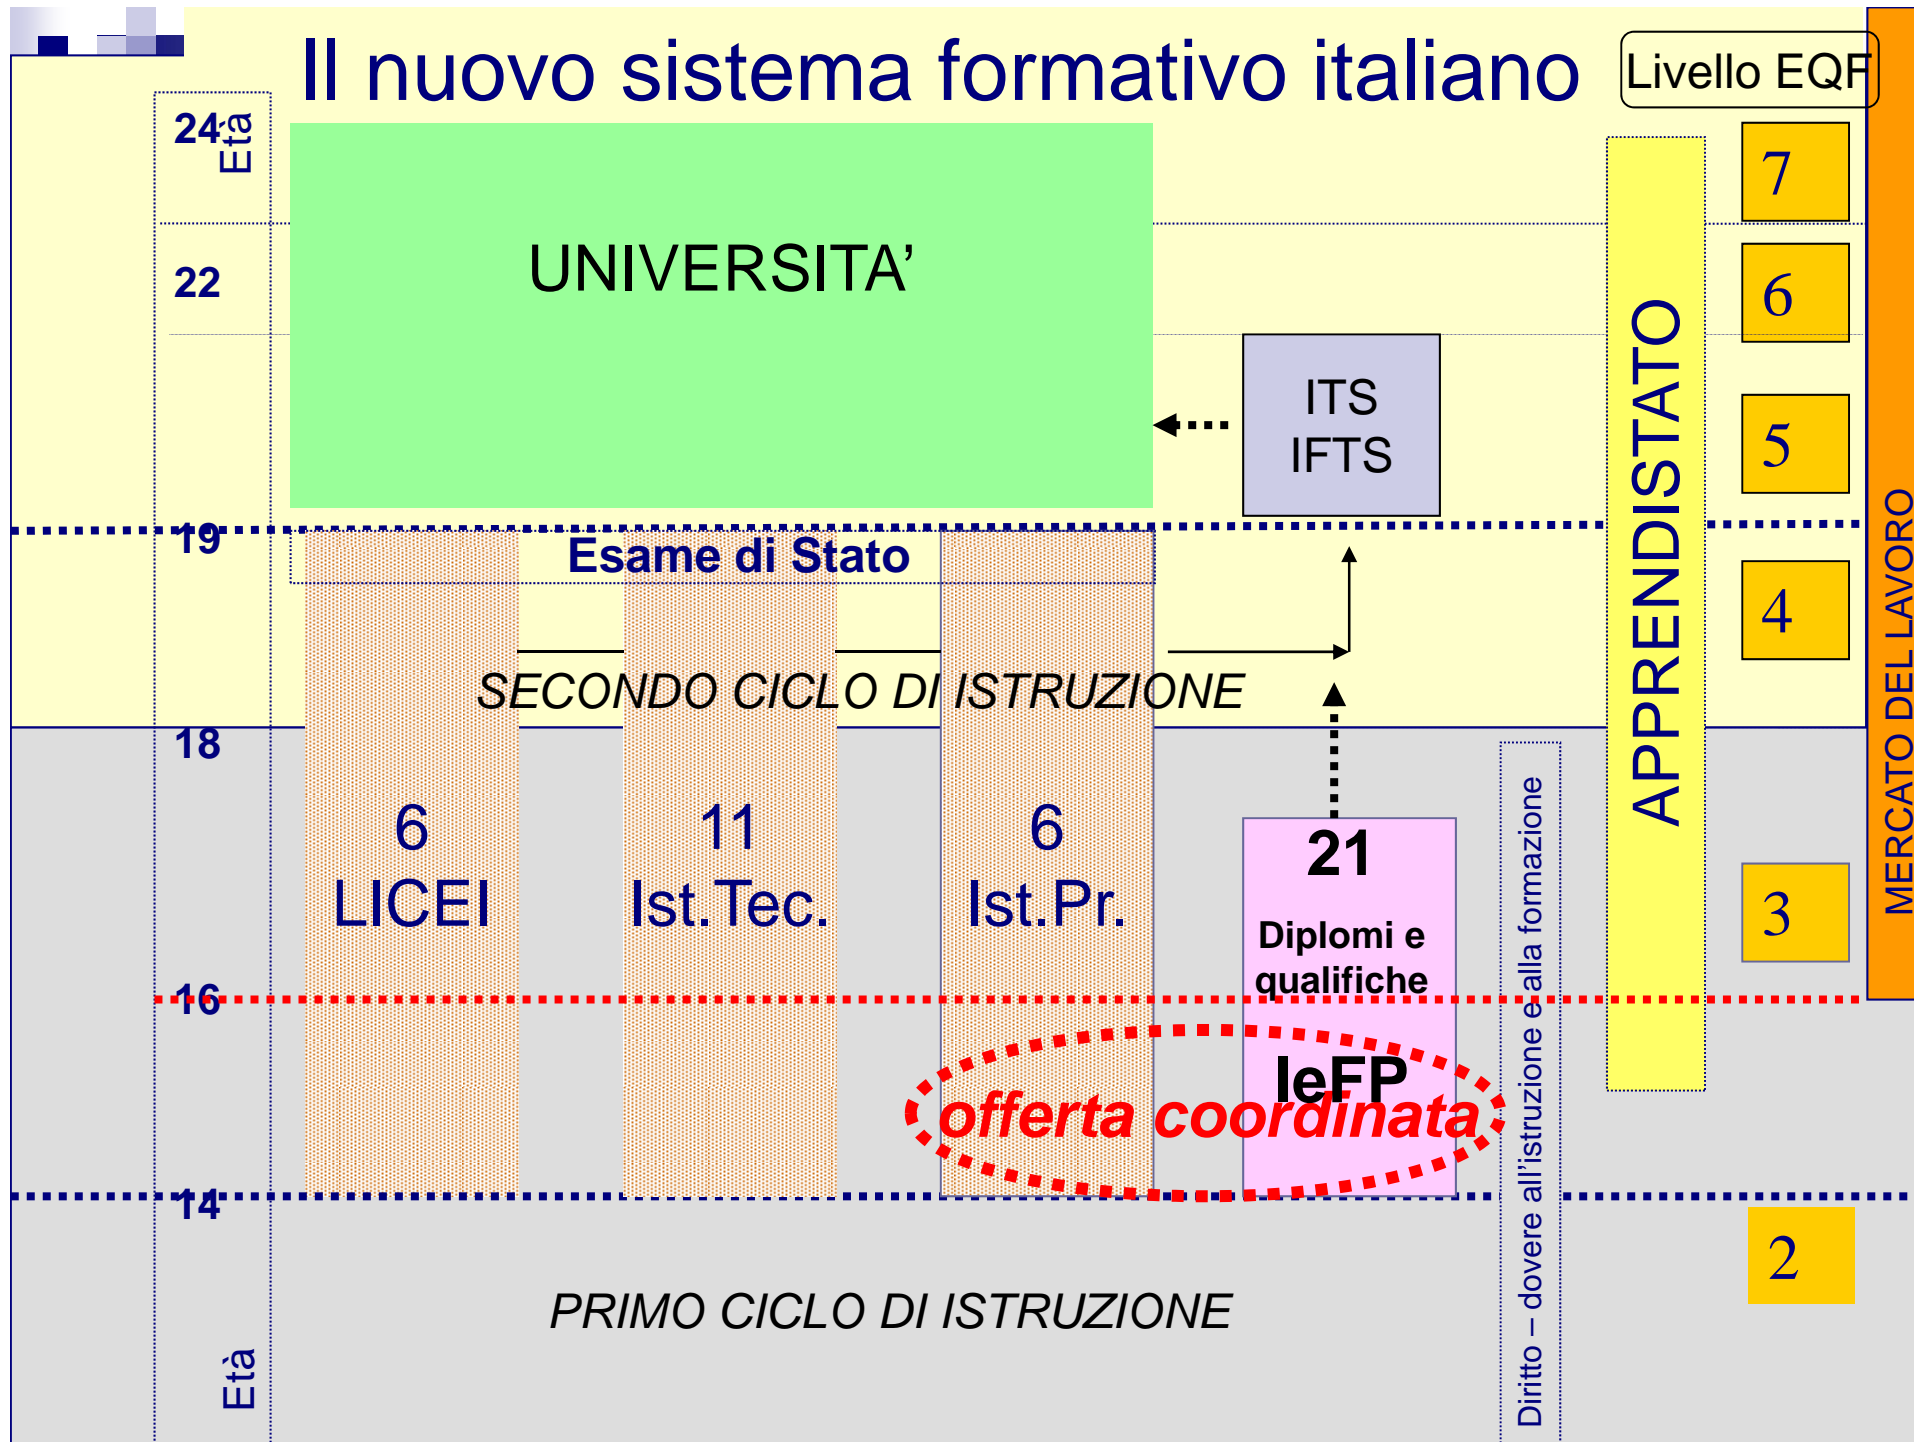 Il nuovo sistema formativo italiano
Livello EQF
24
Età
7
UNIVERSITA’
22
6
ITS
IFTS
5
APPRENDISTATO
MERCATO DEL LAVORO
19
Esame di Stato
4
SECONDO CICLO DI ISTRUZIONE
18
6
LICEI
11
Ist.Tec.
6
Ist.Pr.
21
Diplomi e
qualifiche
IeFP
Diritto – dovere all’istruzione e alla formazione
3
16
offerta coordinata
14
2
PRIMO CICLO DI ISTRUZIONE
Età